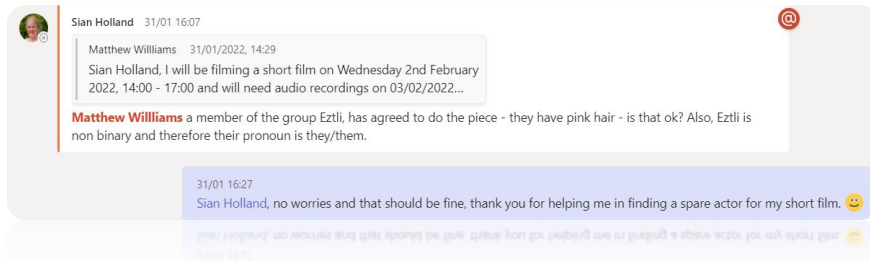 Sian Holland 31/01 16:07
@
Matthew Willliams 31/01/2022, 14:29
Sian Holland, I will be filming a short film on Wednesday 2nd February
2022, 14:00 - 17:00 and will need audio recordings on 03/02/2022...
Matthew Willliams a member of the group Eztli, has agreed to do the piece - they have pink hair - is that ok? Also, Eztli is
non binary and therefore their pronoun is they/them.
31/01 16:27
Sian Holland, no worries and that should be fine, thank you for helping me in finding a spare actor for my short film. 🙂